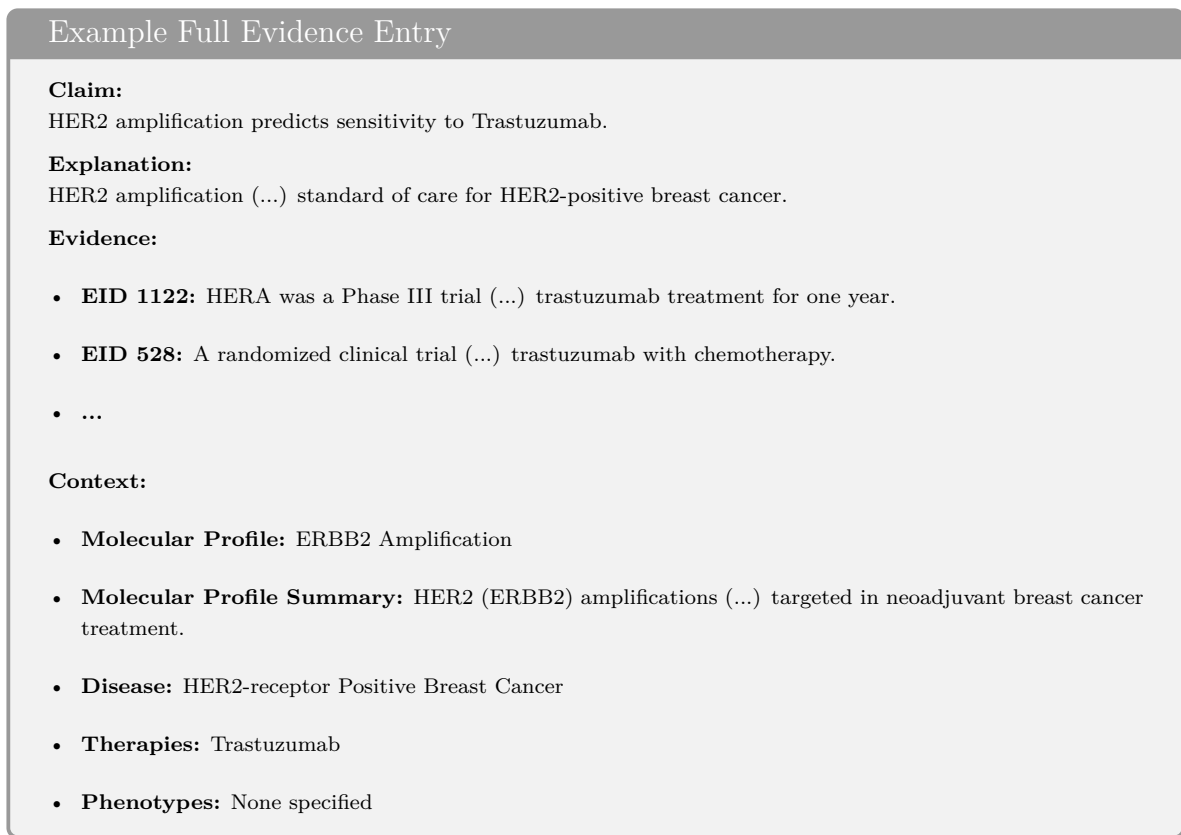 Example Full Evidence Entry
Claim:
HER2 amplification predicts sensitivity to Trastuzumab.
Explanation:
HER2 amplification (...) standard of care for HER2-positive breast cancer.
Evidence:
• EID 1122: HERA was a Phase III trial (...) trastuzumab treatment for one year.
• EID 528: A randomized clinical trial (...) trastuzumab with chemotherapy.
• ...
Context:
• Molecular Profile: ERBB2 Amplification
• Molecular Profile Summary: HER2 (ERBB2) amplifications (...) targeted in neoadjuvant breast cancer
treatment.
• Disease: HER2-receptor Positive Breast Cancer
• Therapies: Trastuzumab
• Phenotypes: None specified